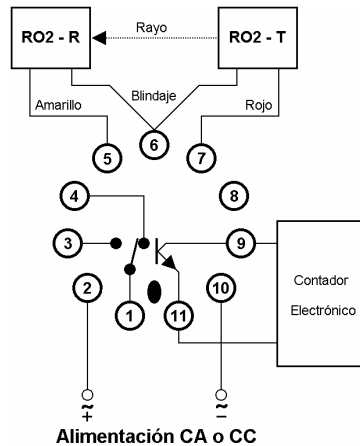 RO2 - R
Rayo
RO2 - T
Amarillo
Blindaje
Rojo
5
6
7
4
8
3
9
2
10
1
11
Contador
Electrónico
~
+
~
−
Alimentación CA o CC